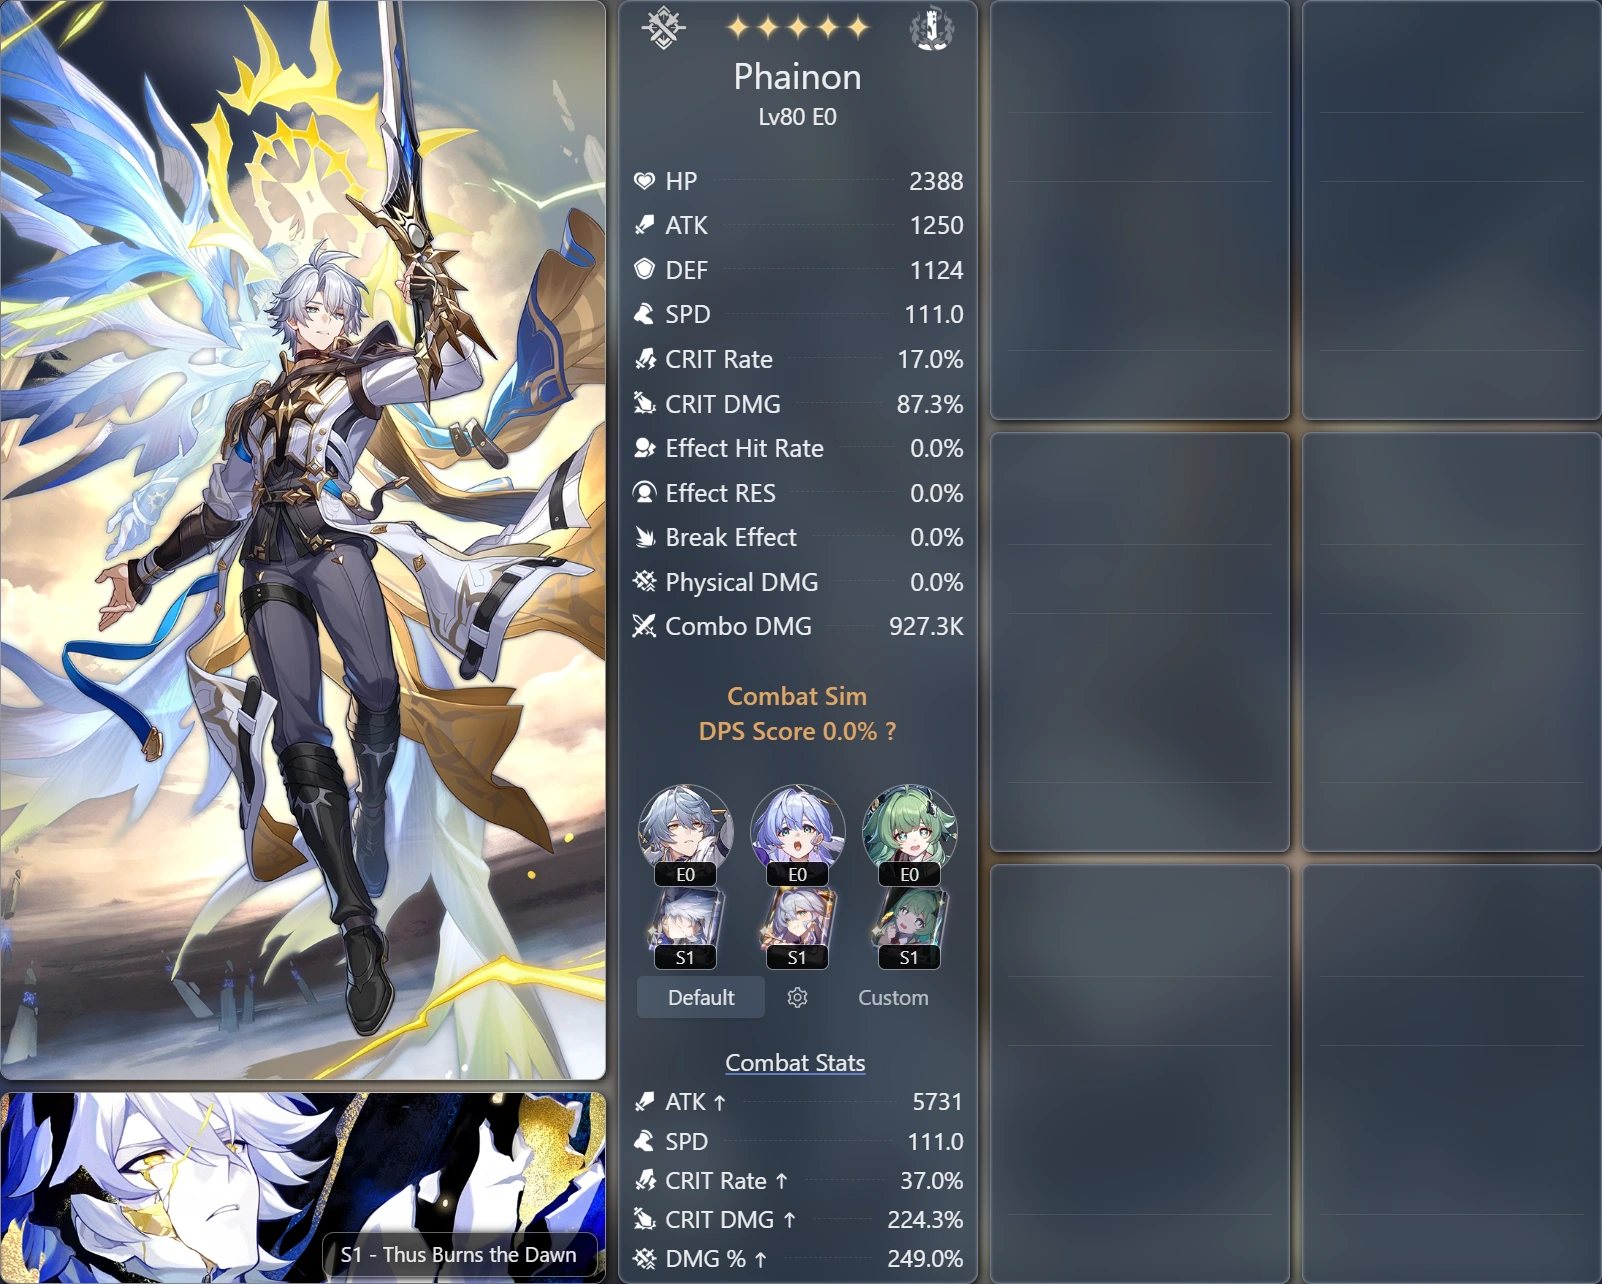 Phainon
Lv80 E0
HP 2388
ATK 1250
DEF 1124
SPD 111.0
CRIT Rate 17.0%
CRIT DMG 87.3%
Effect Hit Rate 0.0%
Effect RES 0.0%
Break Effect 0.0%
Physical DMG 0.0%
Combo DMG 927.3K
Combat Sim
DPS Score 0.0% ?
E0 E0 E0
S1 S1 S1
Default Custom
Combat Stats
ATK ↑ 5731
SPD 111.0
CRIT Rate ↑ 37.0%
CRIT DMG ↑ 224.3%
DMG % ↑ 249.0%
S1 - Thus Burns the Dawn